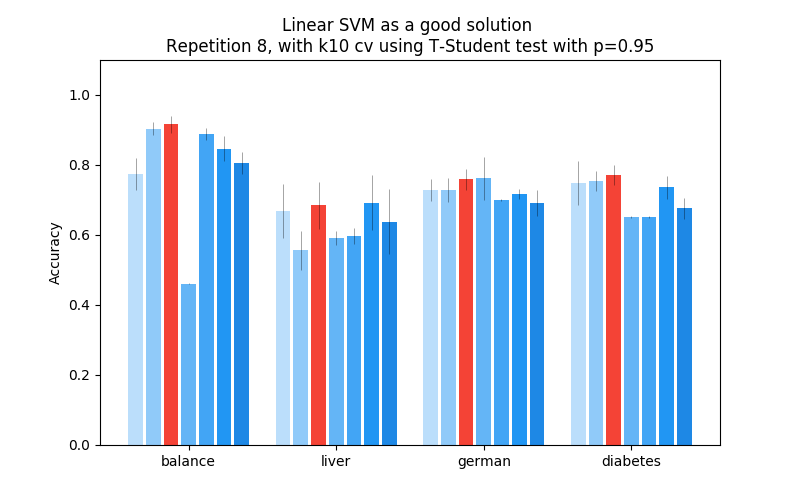 Linear SVM as a good solution
Repetition 8, with k10 cv using T-Student test with p=0.95
1.0
0.8
0.6
0.4
0.2
0.0
Accuracy
balance liver german diabetes